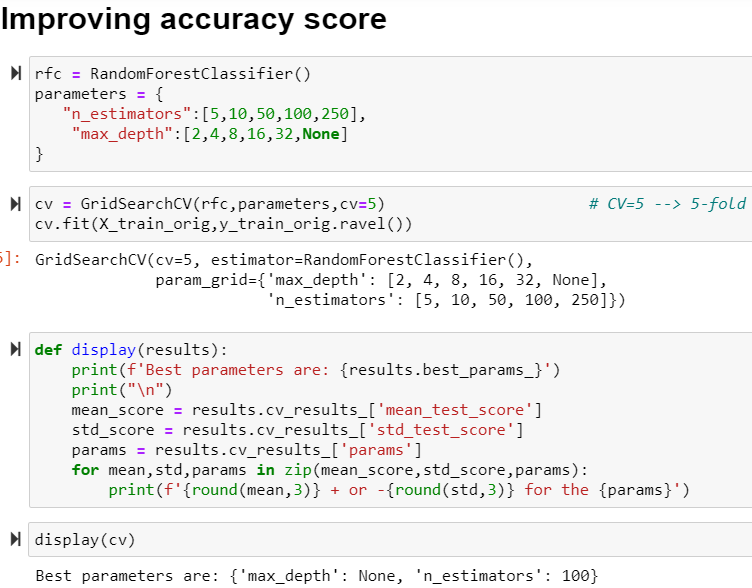 Improving accuracy score
rfc = RandomForestClassifier()
parameters = {
   "n_estimators":[5,10,50,100,250],
    "max_depth":[2,4,8,16,32,None]
}
cv = GridSearchCV(rfc,parameters,cv=5)                      # CV=5 --> 5-fold
cv.fit(X_train_orig,y_train_orig.ravel())
5]: GridSearchCV(cv=5, estimator=RandomForestClassifier(),
             param_grid={'max_depth': [2, 4, 8, 16, 32, None],
                         'n_estimators': [5, 10, 50, 100, 250]})
def display(results):
    print(f'Best parameters are: {results.best_params_}')
    print("\n")
    mean_score = results.cv_results_['mean_test_score']
    std_score = results.cv_results_['std_test_score']
    params = results.cv_results_['params']
    for mean,std,params in zip(mean_score,std_score,params):
        print(f'{round(mean,3)} + or -{round(std,3)} for the {params}')
display(cv)
Best parameters are: {'max_depth': None, 'n_estimators': 100}